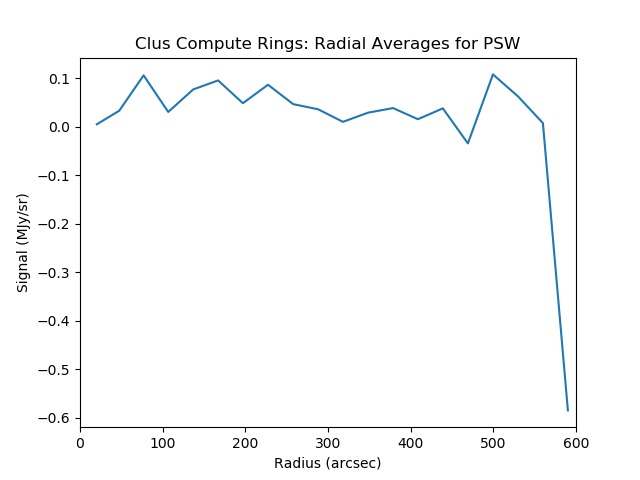 Clus Compute Rings: Radial Averages for PSW
0.1
0.0
−0.1
−0.2
−0.3
−0.4
−0.5
−0.6
Signal (MJy/sr)
0 100 200 300 400 500 600
Radius (arcsec)